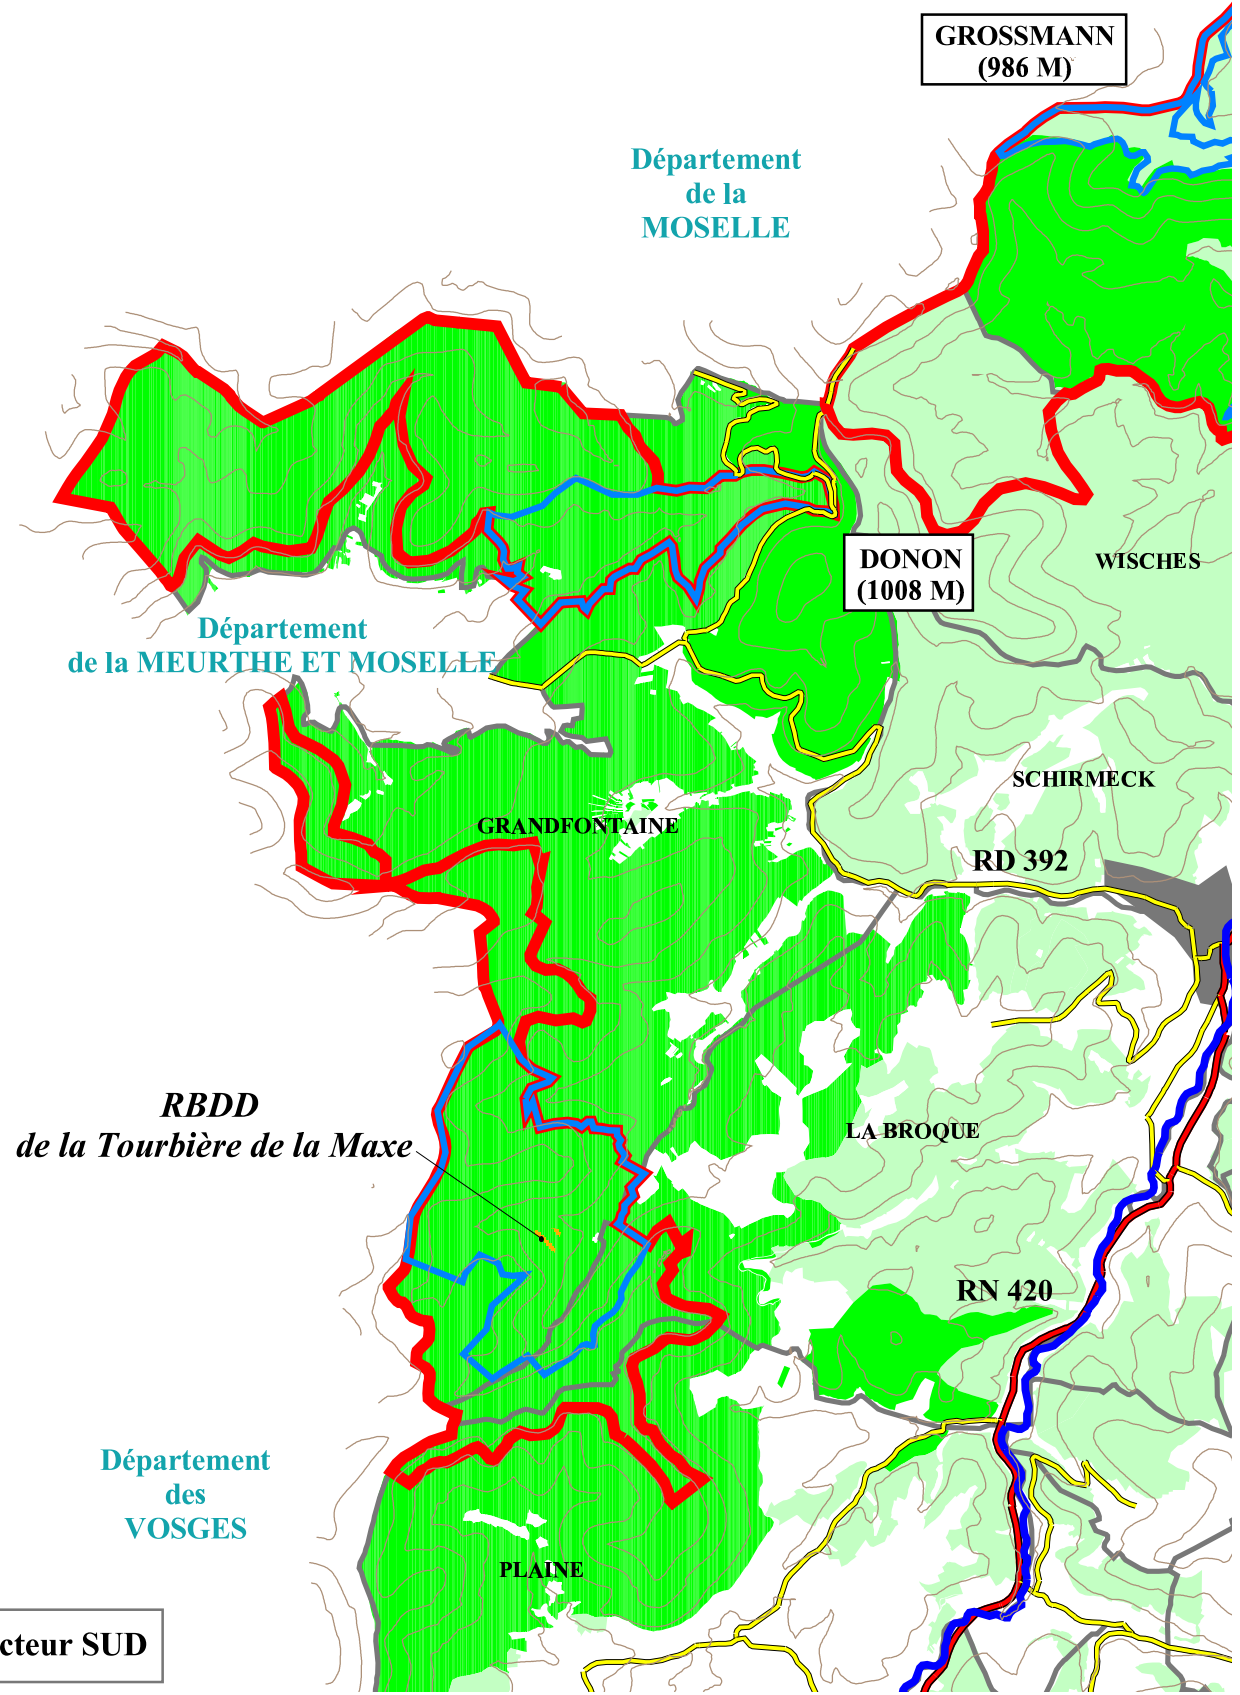 GROSSMANN
(986 M)
Département
de la
MOSELLE
DONON
(1008 M)
WISCHES
Département
de la MEURTHE ET MOSELLE
SCHIRMECK
GRANDFONTAINE
RD 392
RBDD
de la Tourbière de la Maxe
LA BROQUE
RN 420
Département
des
VOSGES
PLAINE
cteur SUD